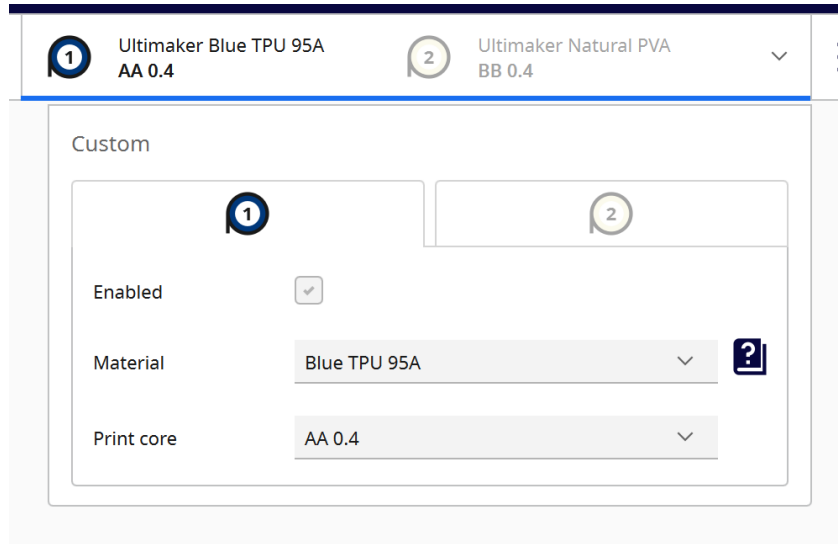 1
Ultimaker Blue TPU 95A
AA 0.4
2
Ultimaker Natural PVA
BB 0.4
Custom
1
2
Enabled
Material
Blue TPU 95A
?
Print core
AA 0.4